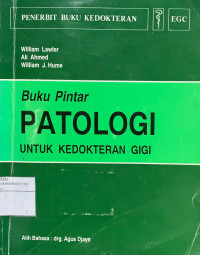 PENERBIT BUKU KEDOKTERAN
EGC
William Lawler
Ali Ahmed
William J. Hume
Buku Pintar
PATOLOGI
UNTUK KEDOKTERAN GIGI
Alih Bahasa : drg. Agus Djaya